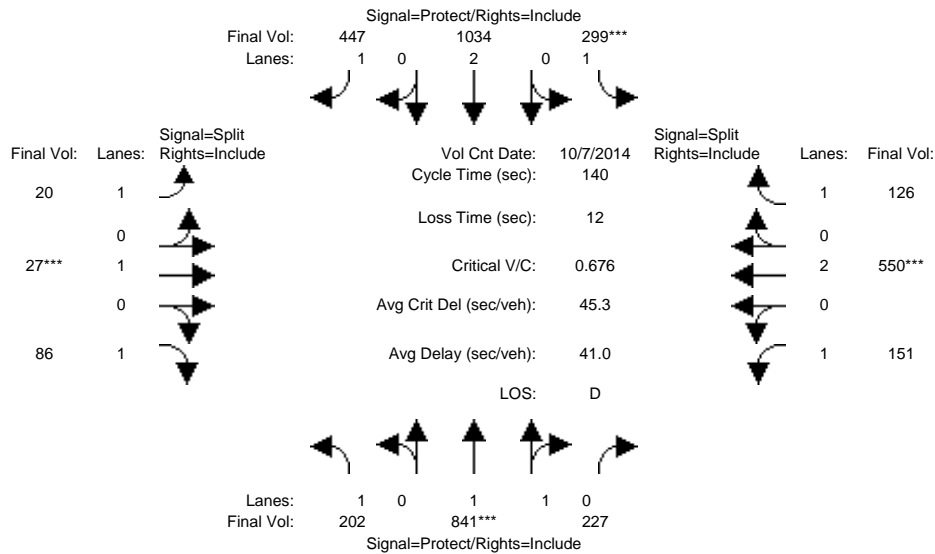 Signal=Protect/Rights=Include
Final Vol: 447 1034 299***
Lanes: 1 0 2 0 1
Signal=Split
Final Vol: Lanes: Rights=Include
Vol Cnt Date: 10/7/2014
Signal=Split
Rights=Include Lanes: Final Vol:
Cycle Time (sec): 140
20 1
1 126
Loss Time (sec): 12
0
0
27*** 1
Critical V/C: 0.676
2 550***
0
Avg Crit Del (sec/veh): 45.3
0
86 1
Avg Delay (sec/veh): 41.0
1 151
LOS: D
Lanes: 1 0 1 1 0
Final Vol: 202 841*** 227
Signal=Protect/Rights=Include